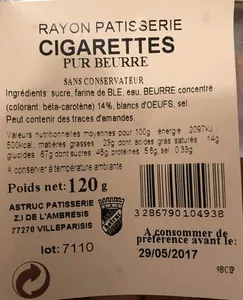 RAYON PATISSERIE
CIGARETTES
PUR BEURRE
SANS CONSERVATEUR
Ingrédients: sucre, farine de BLE, eau, BEURRE concentré
(colorant: béta-carotène) 14%, blancs d'OEUFS, sel.
Peut contenir des traces d'amandes.
Valeurs nutritionnelles moyennes pour 100g énergie 2097kj
500kcal, matières grasses 23g dont acides gras saturés 14g
glucides 67g dont sucres 45g protéines 5.6g sel 0.33g
A conserver à température ambiante
Poids net: 120 g
ASTRUC PATISSERIE
Z.I DE L'AMBRESIS
77270 VILLEPARISIS
lot: 7110
3 286790 104938
A consommer de
préférence avant le:
29/05/2017
9BCIP